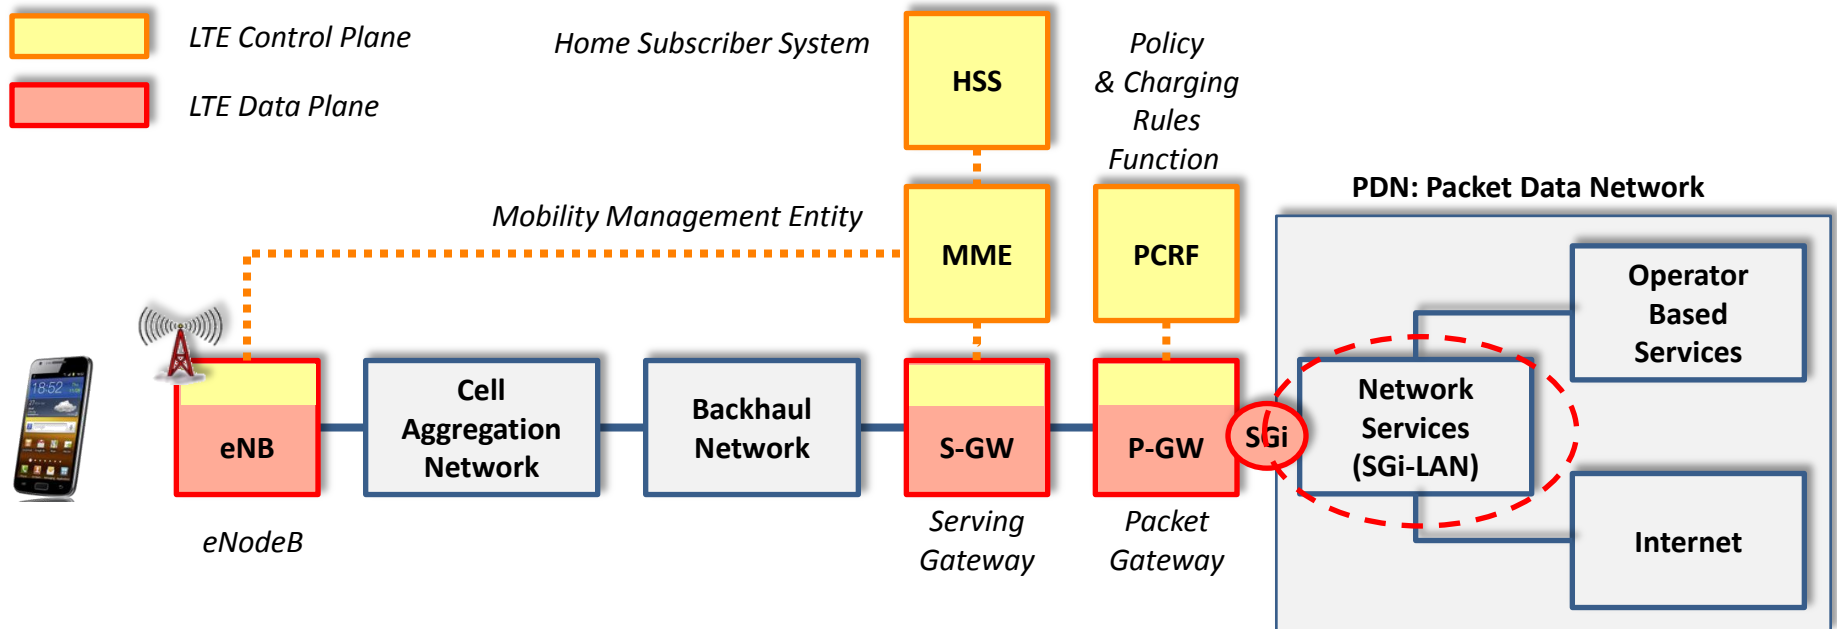 LTE Control Plane
LTE Data Plane
Home Subscriber System
HSS
Policy
& Charging
Rules
Function
Mobility Management Entity
MME
PCRF
PDN: Packet Data Network
Operator
Based
Services
18:52
eNB
Cell
Aggregation
Network
Backhaul
Network
S-GW
P-GW
SGi
Network
Services
(SGi-LAN)
eNodeB
Serving
Gateway
Packet
Gateway
Internet